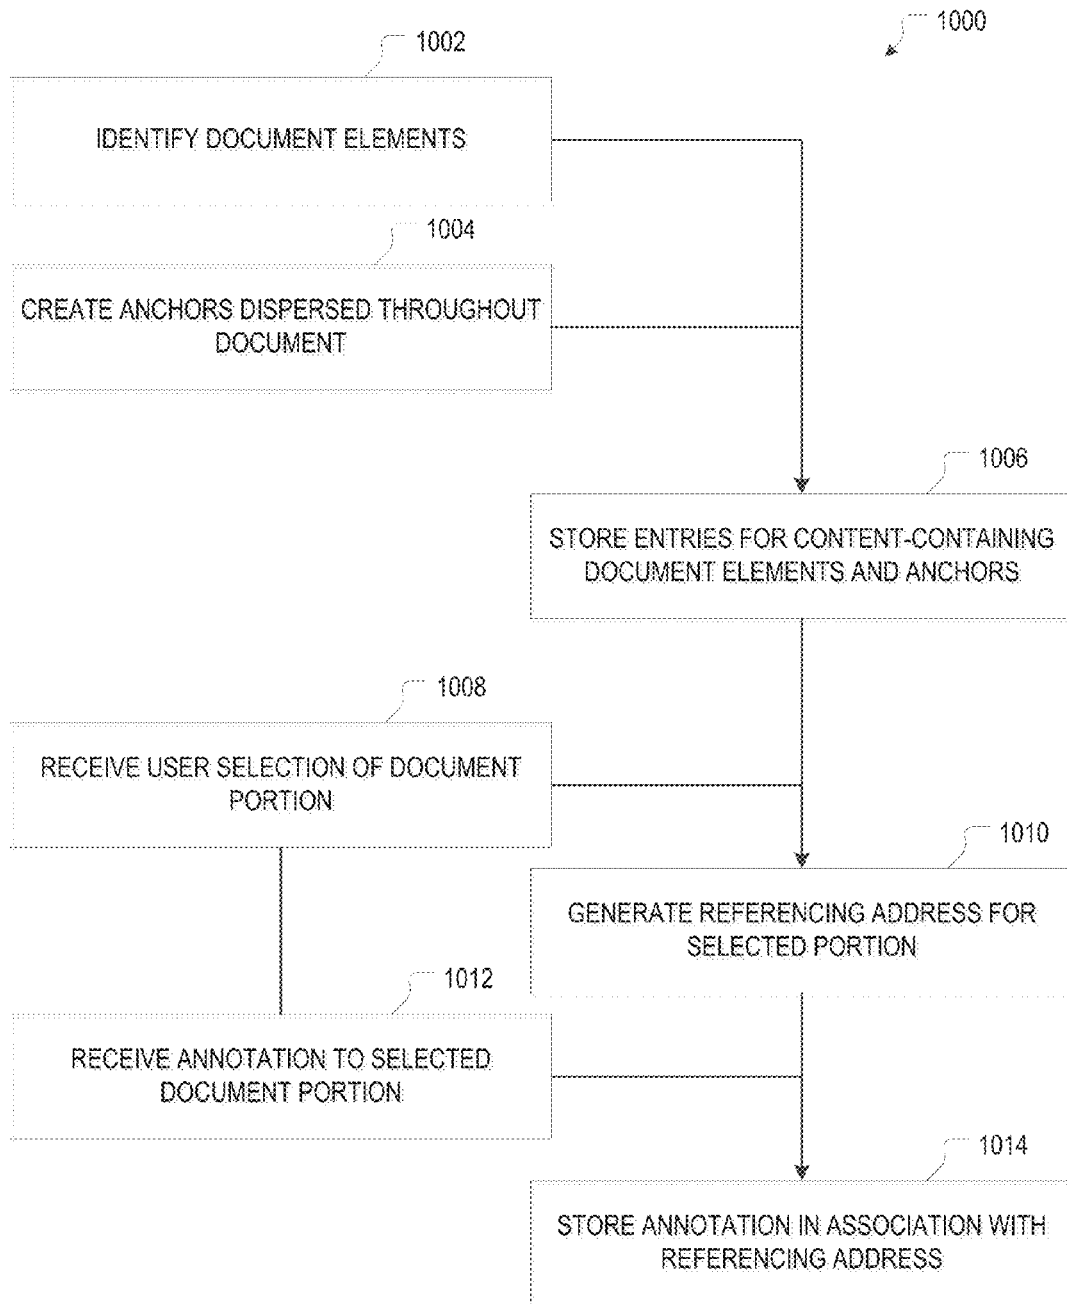 1000
1002
IDENTIFY DOCUMENT ELEMENTS
1004
CREATE ANCHORS DISPERSED THROUGHOUT
DOCUMENT
1006
STORE ENTRIES FOR CONTENT-CONTAINING
DOCUMENT ELEMENTS AND ANCHORS
1008
RECEIVE USER SELECTION OF DOCUMENT
PORTION
1010
GENERATE REFERENCING ADDRESS FOR
SELECTED PORTION
1012
RECEIVE ANNOTATION TO SELECTED
DOCUMENT PORTION
1014
STORE ANNOTATION IN ASSOCIATION WITH
REFERENCING ADDRESS